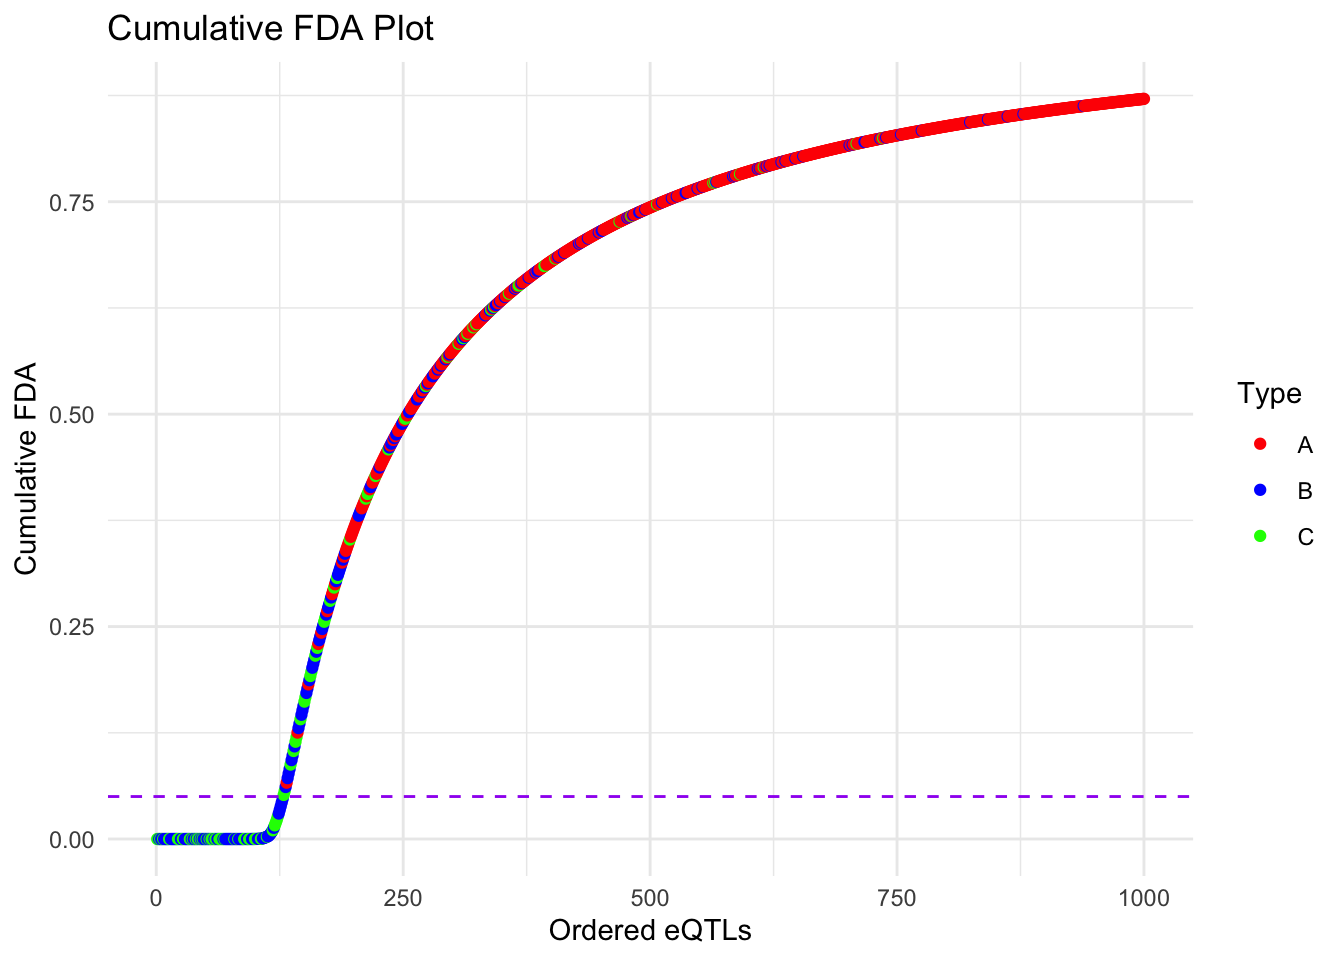 Cumulative FDA Plot
Cumulative FDA
0.75
0.50
0.25
0.00
0 250 500 750 1000
Ordered eQTLs
Type
A
B
C